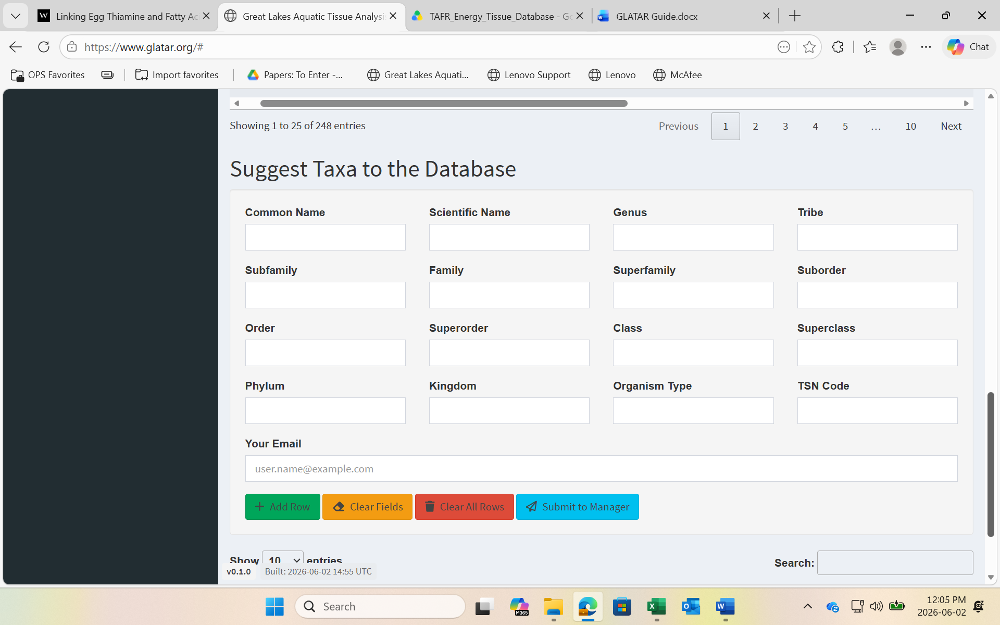 W Linking Egg Thiamine and Fatty Ac
Great Lakes Aquatic Tissue Analysi
TAFR_Energy_Tissue_Database - Go
GLATAR Guide.docx
https://www.glatar.org/#
Chat
OPS Favorites
Import favorites
Papers: To Enter -...
Great Lakes Aquati...
Lenovo Support
Lenovo
McAfee
Showing 1 to 25 of 248 entries
Previous 1 2 3 4 5 ... 10 Next
Suggest Taxa to the Database
Common Name Scientific Name Genus Tribe
Subfamily Family Superfamily Suborder
Order Superorder Class Superclass
Phylum Kingdom Organism Type TSN Code
Your Email
user.name@example.com
Add Row Clear Fields Clear All Rows Submit to Manager
Show 10 entries Search:
v0.1.0 Built: 2026-06-02 14:55 UTC
Search
M365
12:05 PM
2026-06-02